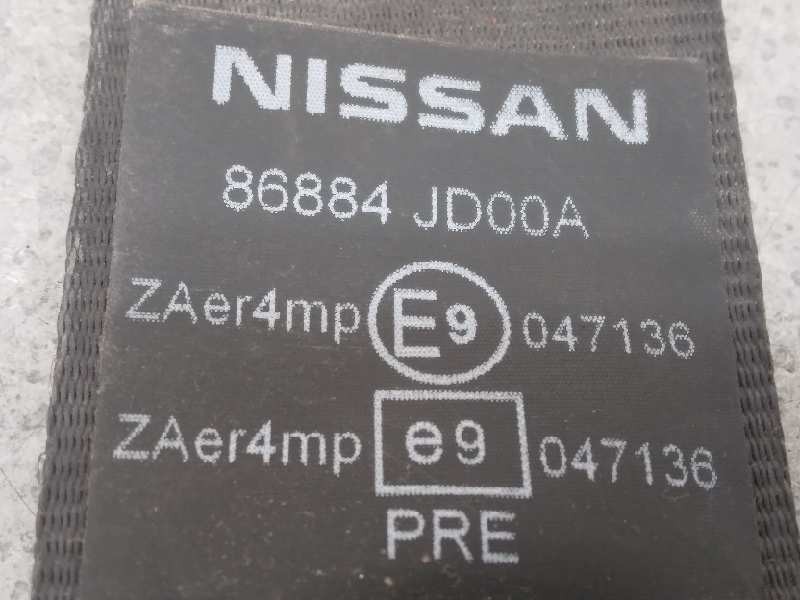 NISSAN
86884 JD00A
ZAer4mp E9 047136
ZAer4mp e9 047136
PRE